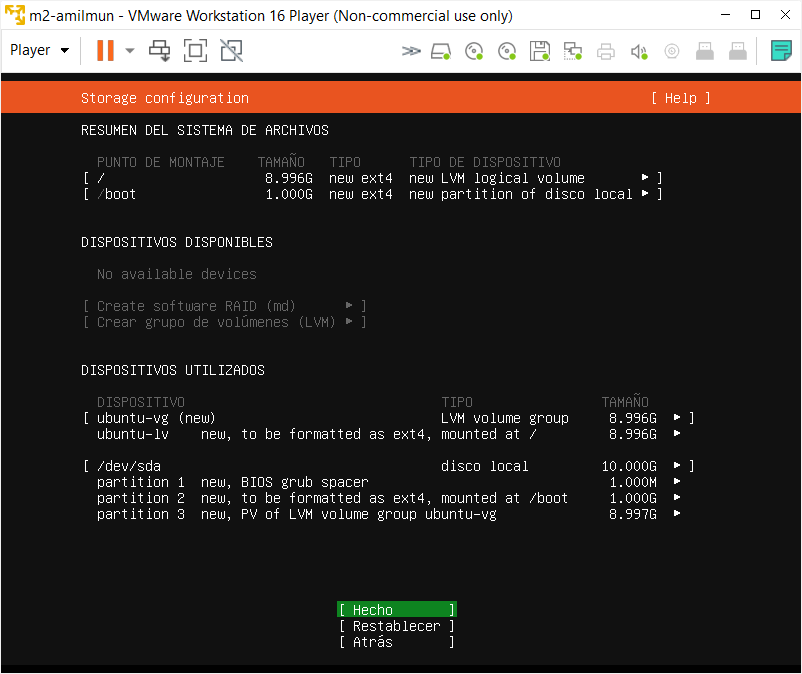 m2-amilmun - VMware Workstation 16 Player (Non-commercial use only)
Player
Storage configuration [ Help ]
RESUMEN DEL SISTEMA DE ARCHIVOS
PUNTO DE MONTAJE TAMAÑO TIPO TIPO DE DISPOSITIVO
[ / 8.996G new ext4 new LVM logical volume ▸ ]
[ /boot 1.000G new ext4 new partition of disco local ▸ ]
DISPOSITIVOS DISPONIBLES
No available devices
[ Create software RAID (md) ▸ ]
[ Crear grupo de volúmenes (LVM) ▸ ]
DISPOSITIVOS UTILIZADOS
DISPOSITIVO TIPO TAMAÑO
[ ubuntu-vg (new) LVM volume group 8.996G ▸ ]
ubuntu-lv new, to be formatted as ext4, mounted at / 8.996G ▸
[ /dev/sda disco local 10.000G ▸ ]
partition 1 new, BIOS grub spacer 1.000M ▸
partition 2 new, to be formatted as ext4, mounted at /boot 1.000G ▸
partition 3 new, PV of LVM volume group ubuntu-vg 8.997G ▸
[ Hecho ]
[ Restablecer ]
[ Atrás ]